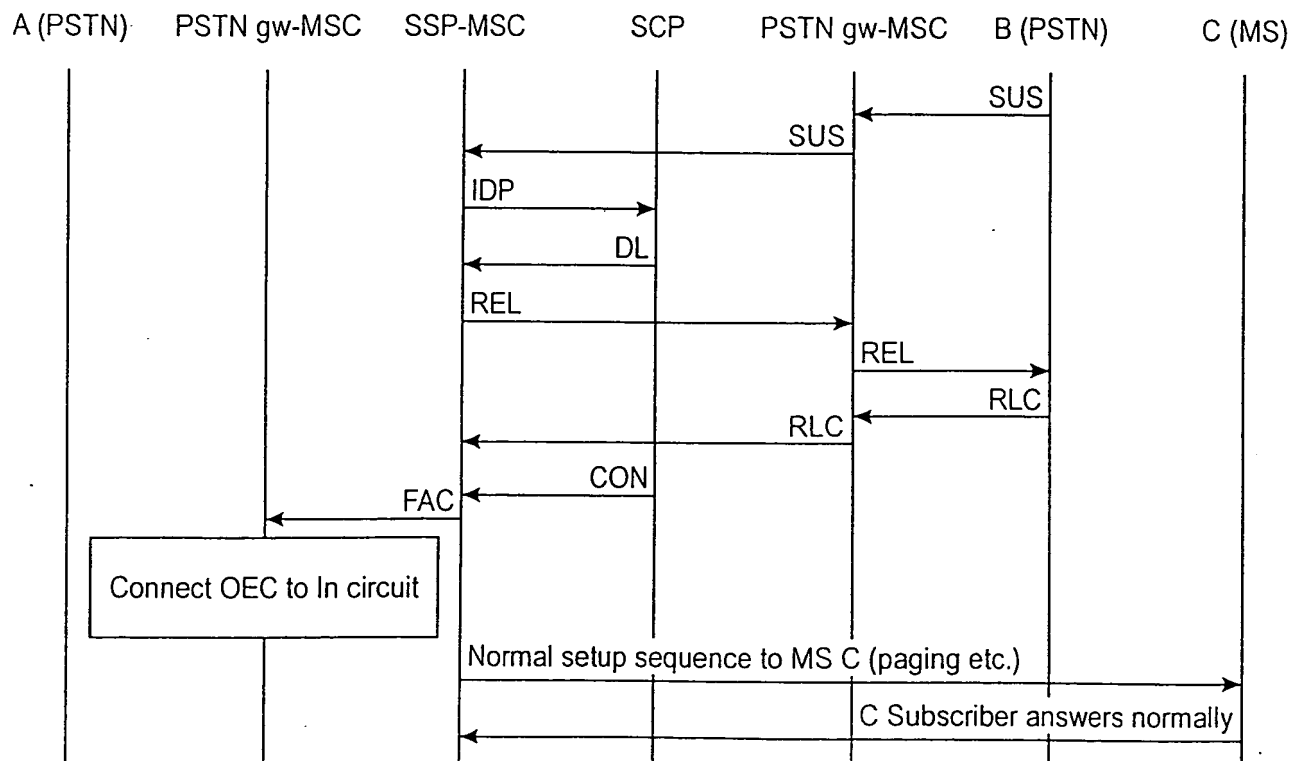 A (PSTN) PSTN gw-MSC SSP-MSC SCP PSTN gw-MSC B (PSTN) C (MS)
SUS
SUS
IDP
DL
REL
REL
RLC
RLC
CON
FAC
Connect OEC to In circuit
Normal setup sequence to MS C (paging etc.)
C Subscriber answers normally